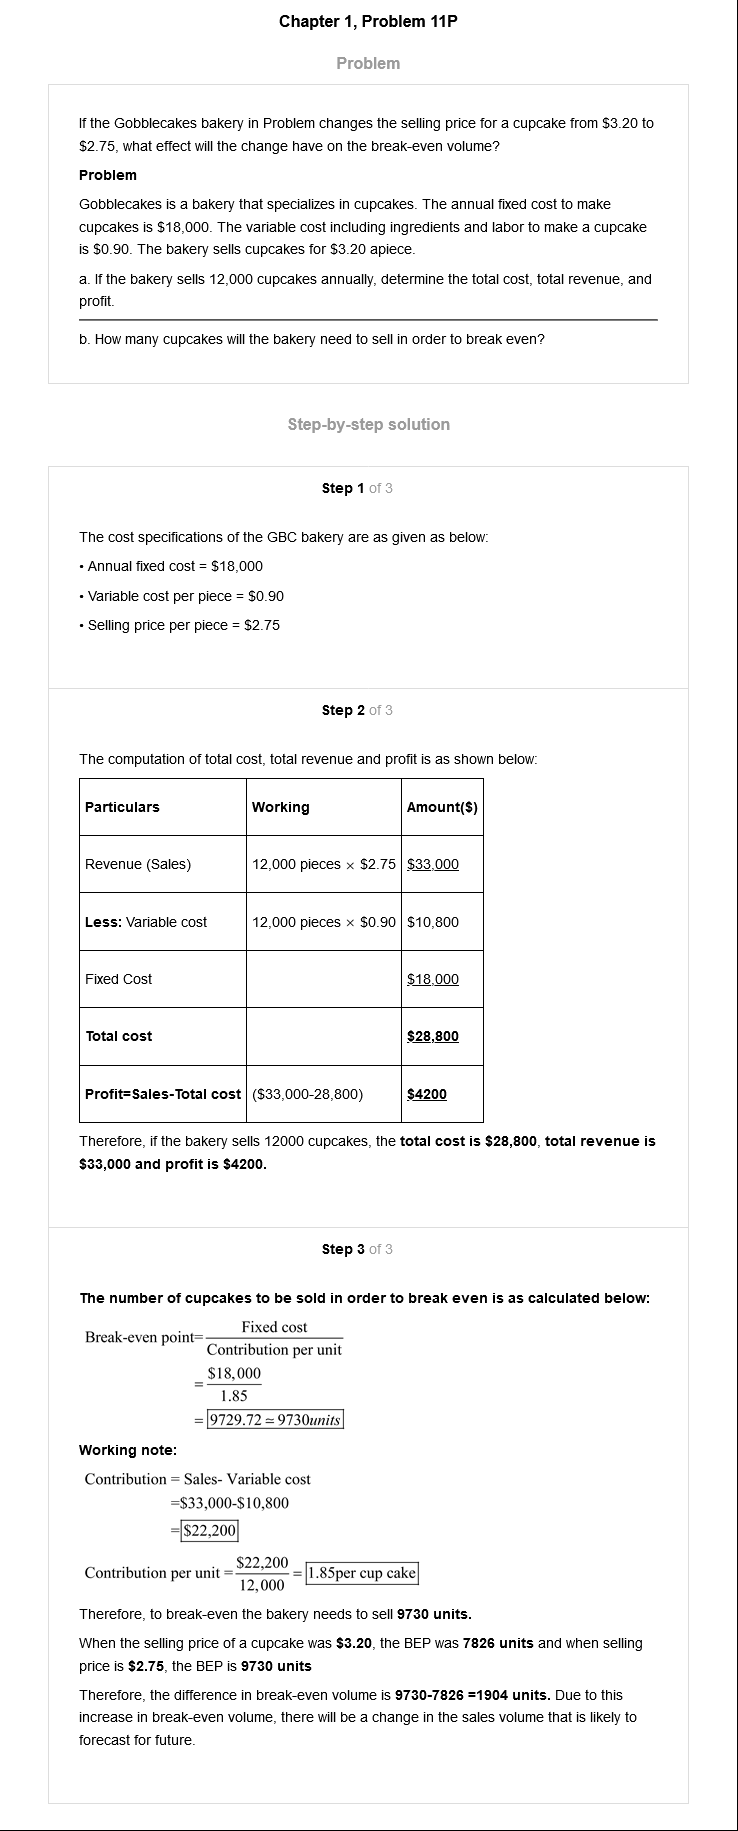 Chapter 1, Problem 11P
Problem
If the Gobblecakes bakery in Problem changes the selling price for a cupcake from $3.20 to
$2.75, what effect will the change have on the break-even volume?
Problem
Gobblecakes is a bakery that specializes in cupcakes. The annual fixed cost to make
cupcakes is $18,000. The variable cost including ingredients and labor to make a cupcake
is $0.90. The bakery sells cupcakes for $3.20 apiece.
a. If the bakery sells 12,000 cupcakes annually, determine the total cost, total revenue, and
profit.
b. How many cupcakes will the bakery need to sell in order to break even?
Step-by-step solution
Step 1 of 3
The cost specifications of the GBC bakery are as given as below:
• Annual fixed cost = $18,000
• Variable cost per piece = $0.90
• Selling price per piece = $2.75
Step 2 of 3
The computation of total cost, total revenue and profit is as shown below:
Particulars Working Amount($)
Revenue (Sales) 12,000 pieces × $2.75 $33,000
Less: Variable cost 12,000 pieces × $0.90 $10,800
Fixed Cost $18,000
Total cost $28,800
Profit=Sales-Total cost ($33,000-28,800) $4200
Therefore, if the bakery sells 12000 cupcakes, the total cost is $28,800, total revenue is
$33,000 and profit is $4200.
Step 3 of 3
The number of cupcakes to be sold in order to break even is as calculated below:
Break-even point= Fixed cost
Contribution per unit
= $18,000
1.85
= 9729.72 ≃ 9730units
Working note:
Contribution = Sales- Variable cost
=$33,000-$10,800
=$22,200
Contribution per unit = $22,200
12,000 = 1.85per cup cake
Therefore, to break-even the bakery needs to sell 9730 units.
When the selling price of a cupcake was $3.20, the BEP was 7826 units and when selling
price is $2.75, the BEP is 9730 units
Therefore, the difference in break-even volume is 9730-7826 =1904 units. Due to this
increase in break-even volume, there will be a change in the sales volume that is likely to
forecast for future.